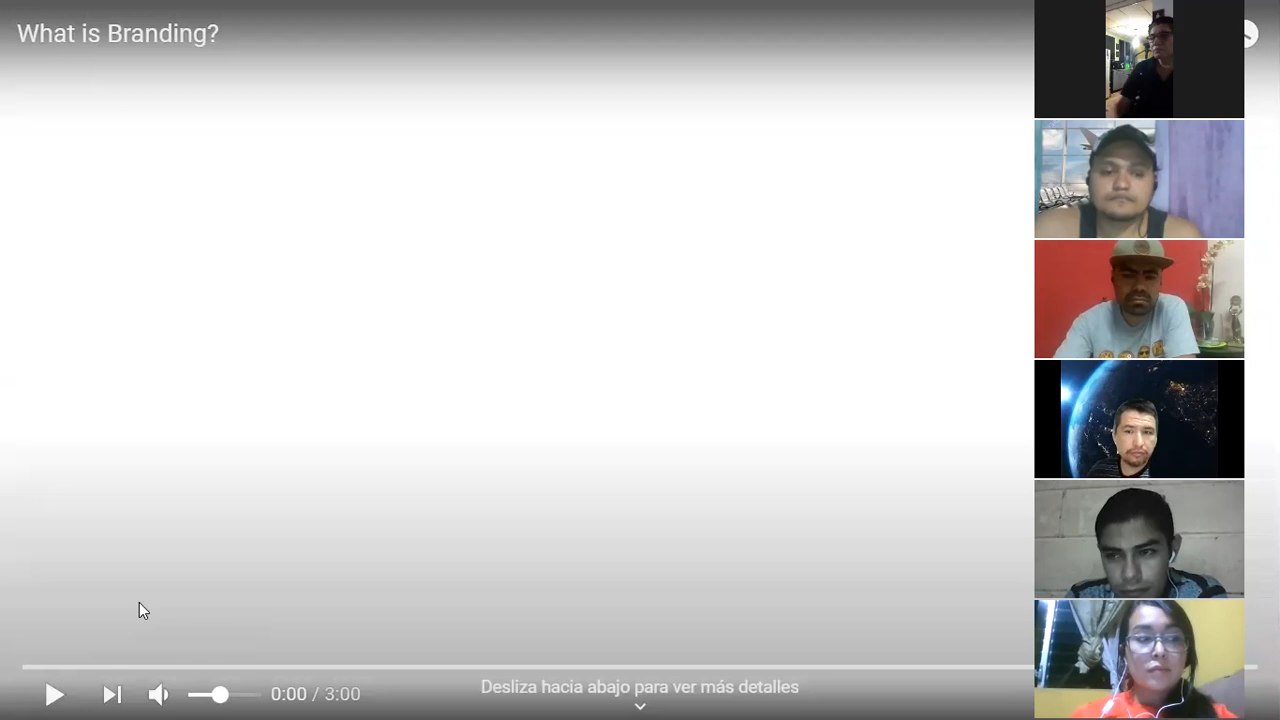 What is Branding?
0:00 / 3:00
Desliza hacia abajo para ver más detalles